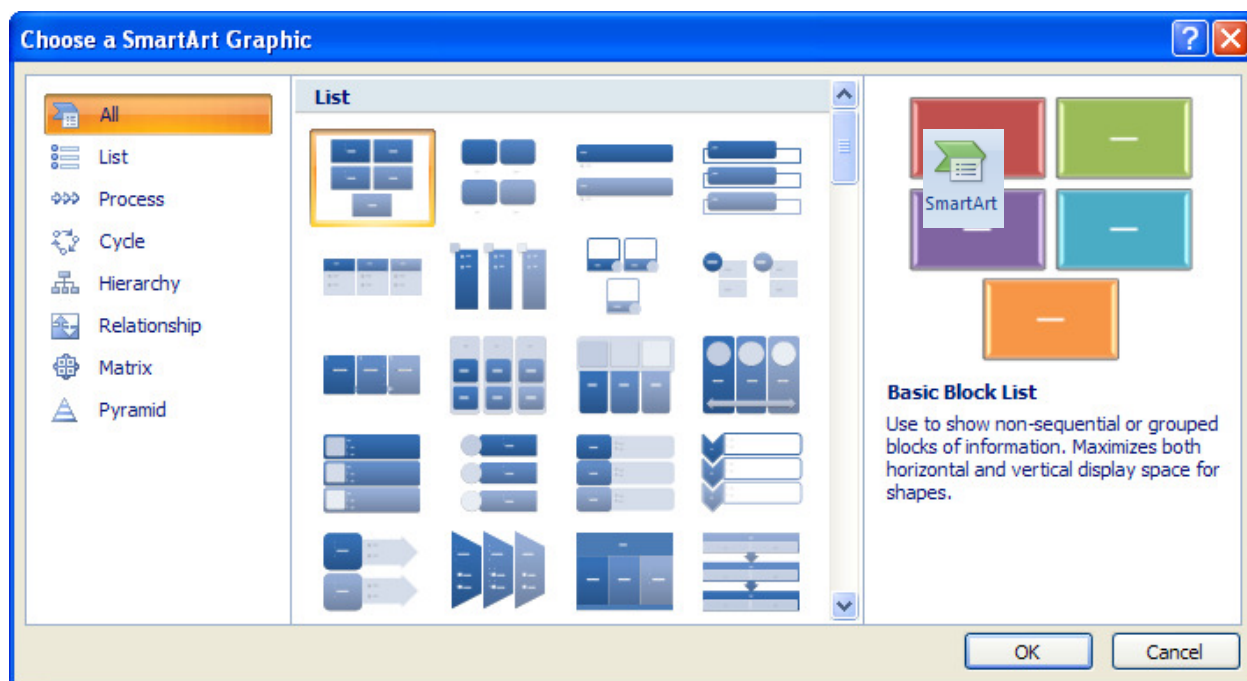 Choose a SmartArt Graphic
All
List
Process
Cycle
Hierarchy
Relationship
Matrix
Pyramid
List
SmartArt
Basic Block List
Use to show non-sequential or grouped
blocks of information. Maximizes both
horizontal and vertical display space for
shapes.
OK
Cancel